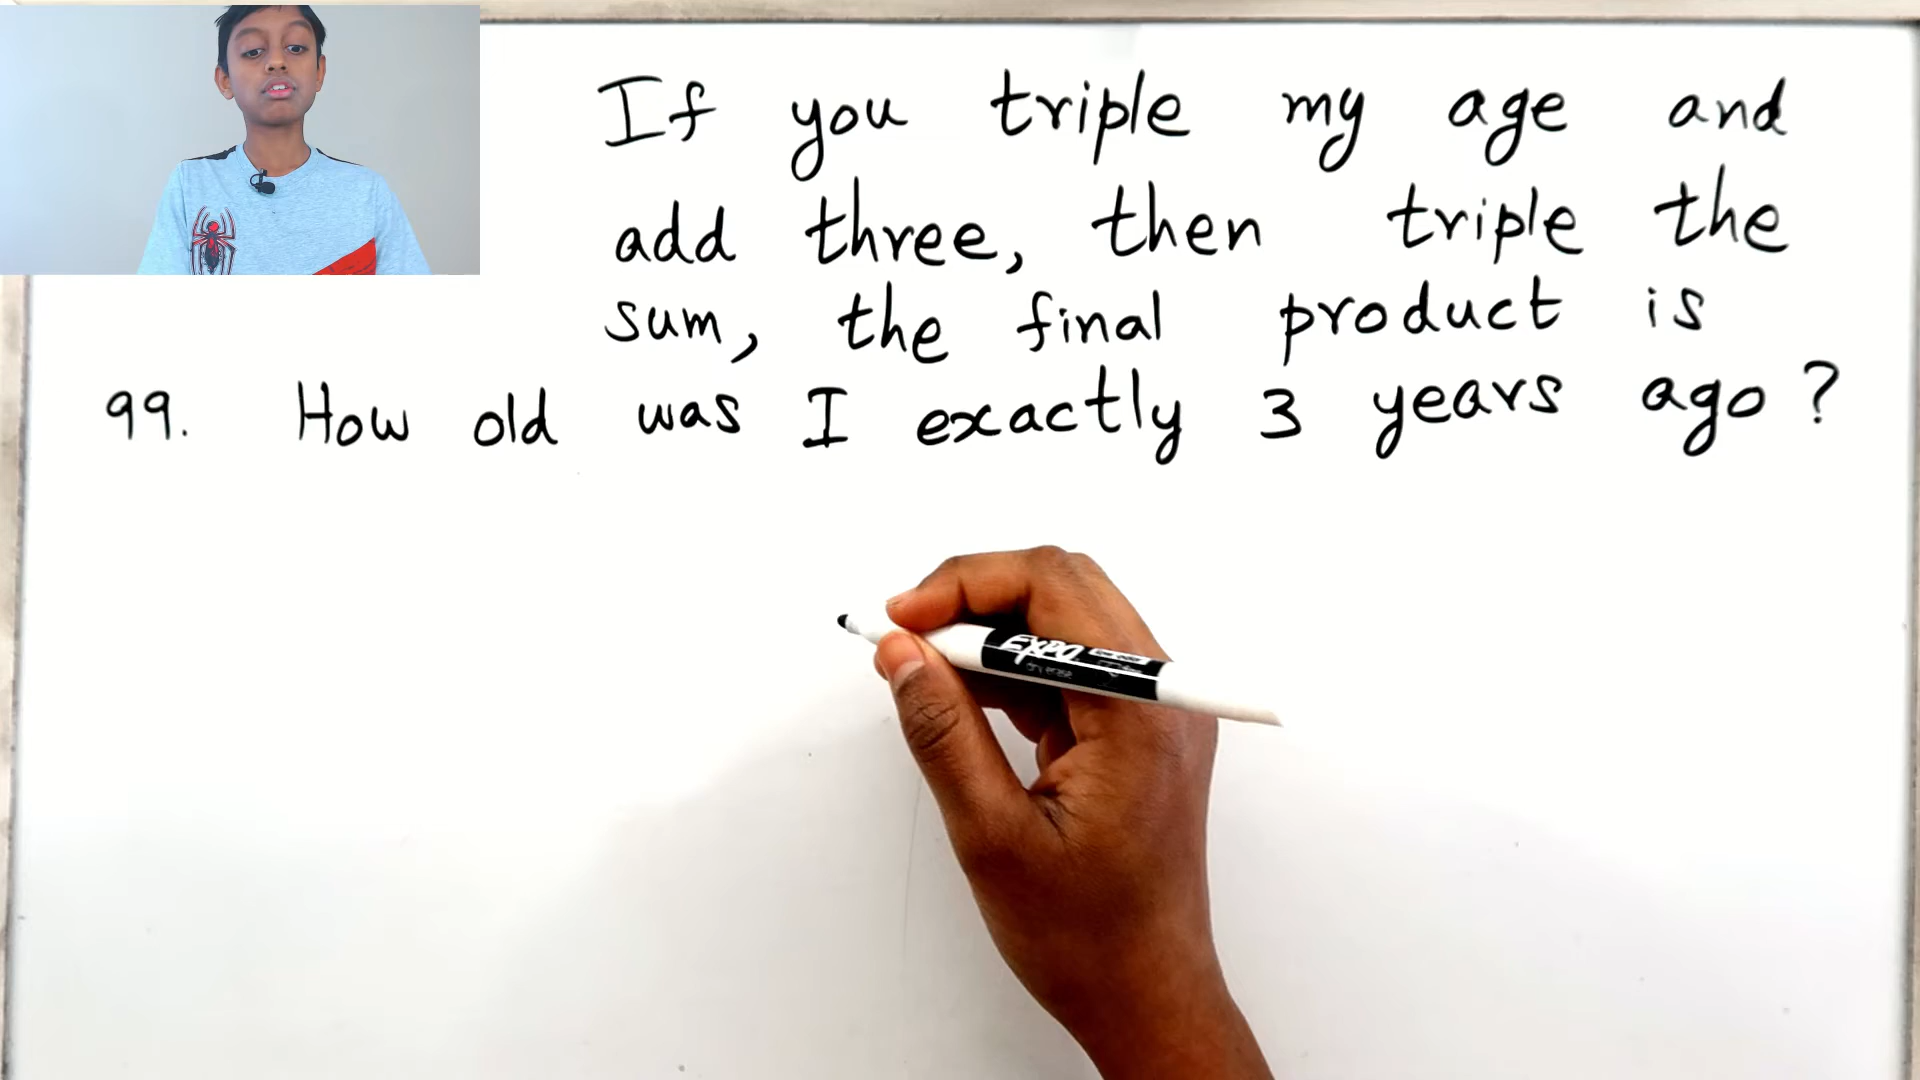 If you triple my age and
add three, then triple the
sum, the final product is
99. How old was I exactly 3 years ago?
EXPO